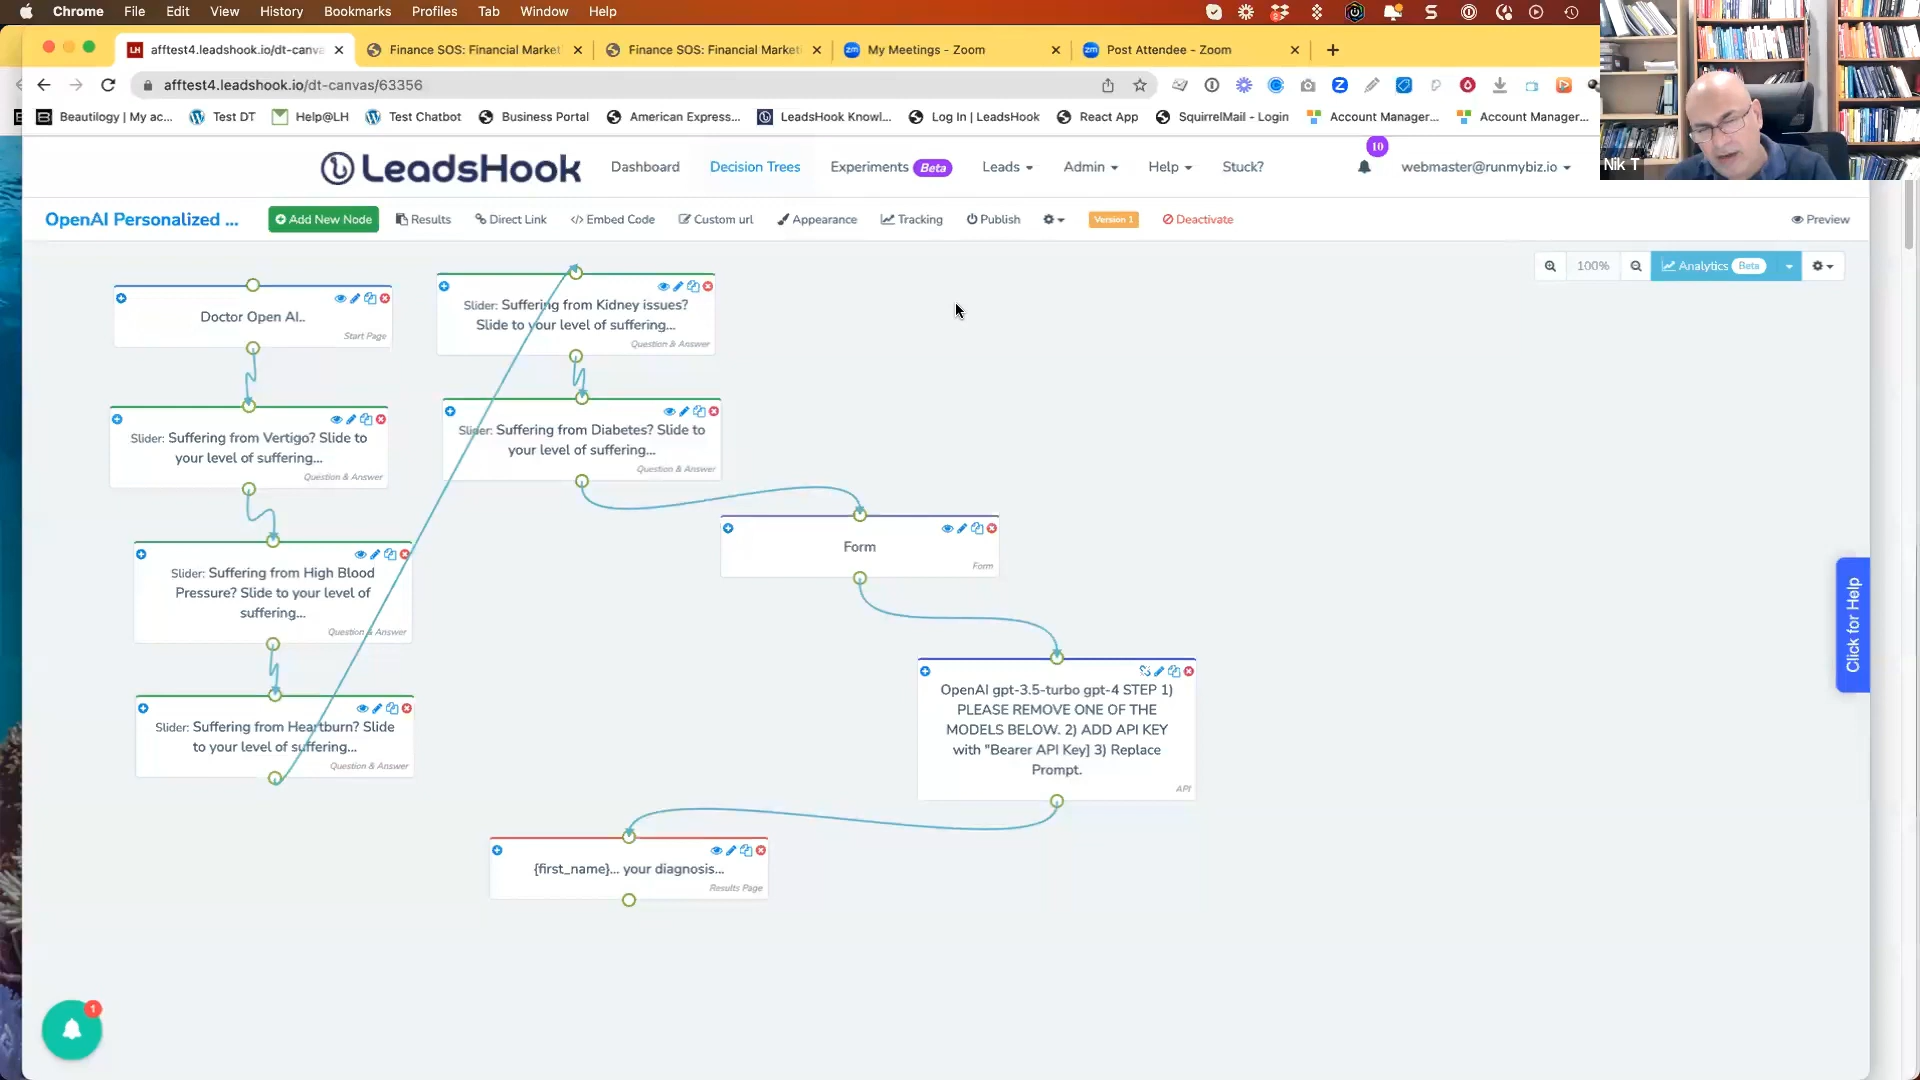 Chrome File Edit View History Bookmarks Profiles Tab Window Help
LH afftest4.leadshook.io/dt-canva
Finance SOS: Financial Market
Finance SOS: Financial Marketi
zm My Meetings - Zoom
zm Post Attendee - Zoom
afftest4.leadshook.io/dt-canvas/63356
Beautilogy | My ac...
Test DT
Help@LH
Test Chatbot
Business Portal
American Express...
LeadsHook Knowl...
Log In | LeadsHook
React App
SquirrelMail - Login
Account Manager...
Account Manager...
Nik T
LeadsHook
Dashboard
Decision Trees
Experiments Beta
Leads
Admin
Help
Stuck?
10
webmaster@runmybiz.io
OpenAI Personalized ...
Add New Node
Results
Direct Link
</> Embed Code
Custom url
Appearance
Tracking
Publish
Version 1
Deactivate
Preview
100%
Analytics Beta
Doctor Open AI..
Start Page
Slider: Suffering from Vertigo? Slide to
your level of suffering...
Question & Answer
Slider: Suffering from High Blood
Pressure? Slide to your level of
suffering...
Question & Answer
Slider: Suffering from Heartburn? Slide
to your level of suffering...
Question & Answer
Slider: Suffering from Kidney issues?
Slide to your level of suffering...
Question & Answer
Slider: Suffering from Diabetes? Slide to
your level of suffering...
Question & Answer
Form
Form
OpenAI gpt-3.5-turbo gpt-4 STEP 1)
PLEASE REMOVE ONE OF THE
MODELS BELOW. 2) ADD API KEY
with "Bearer API Key] 3) Replace
Prompt.
API
{first_name}... your diagnosis...
Results Page
Click for Help
1